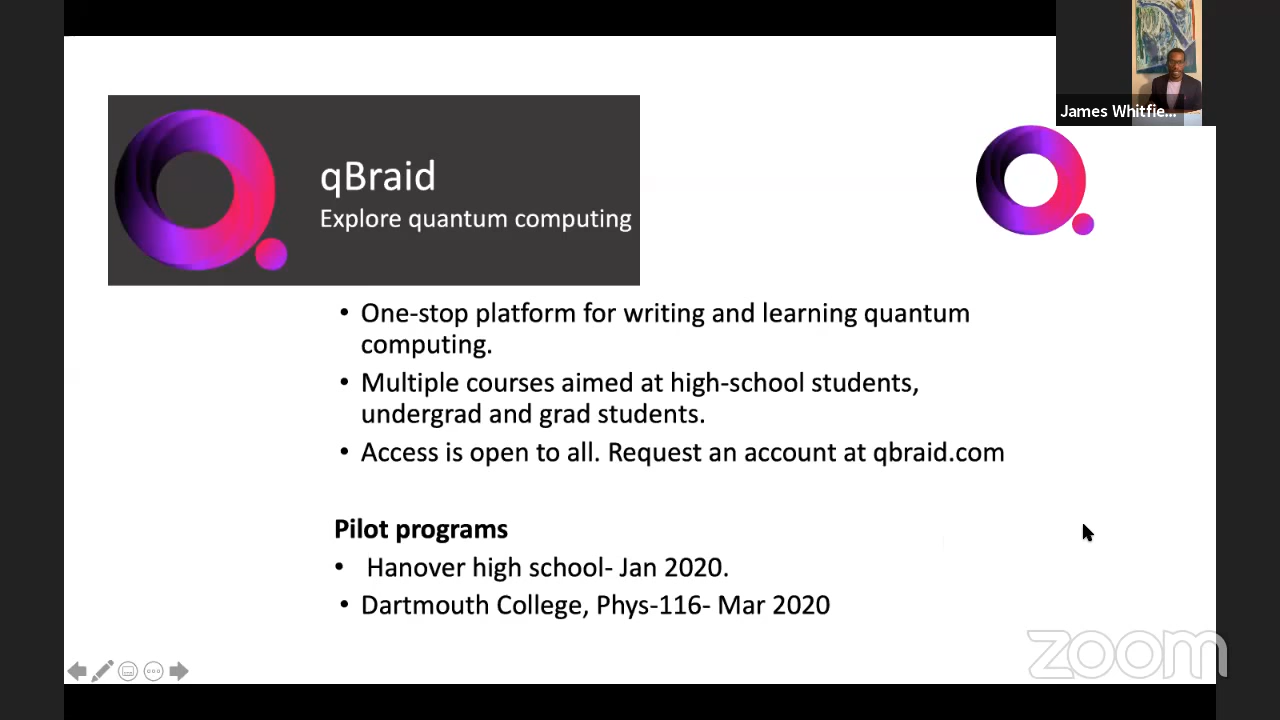 James Whitfie...
qBraid
Explore quantum computing
• One-stop platform for writing and learning quantum
computing.
• Multiple courses aimed at high-school students,
undergrad and grad students.
• Access is open to all. Request an account at qbraid.com
Pilot programs
• Hanover high school- Jan 2020.
• Dartmouth College, Phys-116- Mar 2020
zoom